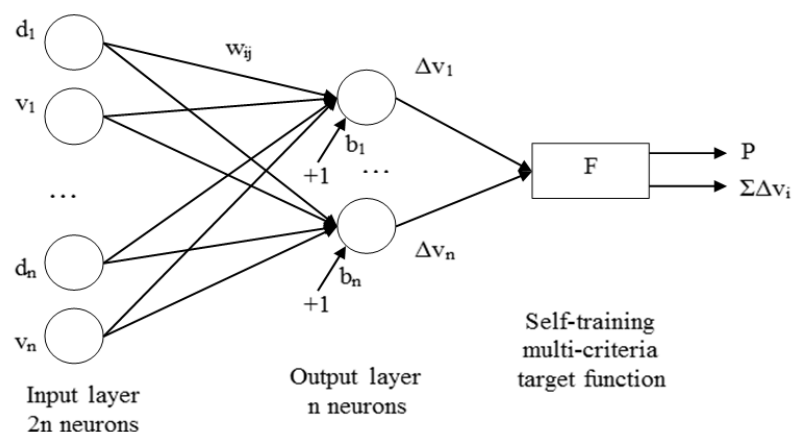 d₁
w_ij
Δv₁
v₁
b₁
+1
F
P
ΣΔvᵢ
...
...
dₙ
Δvₙ
bₙ
+1
vₙ
Self-training
multi-criteria
target function
Output layer
n neurons
Input layer
2n neurons